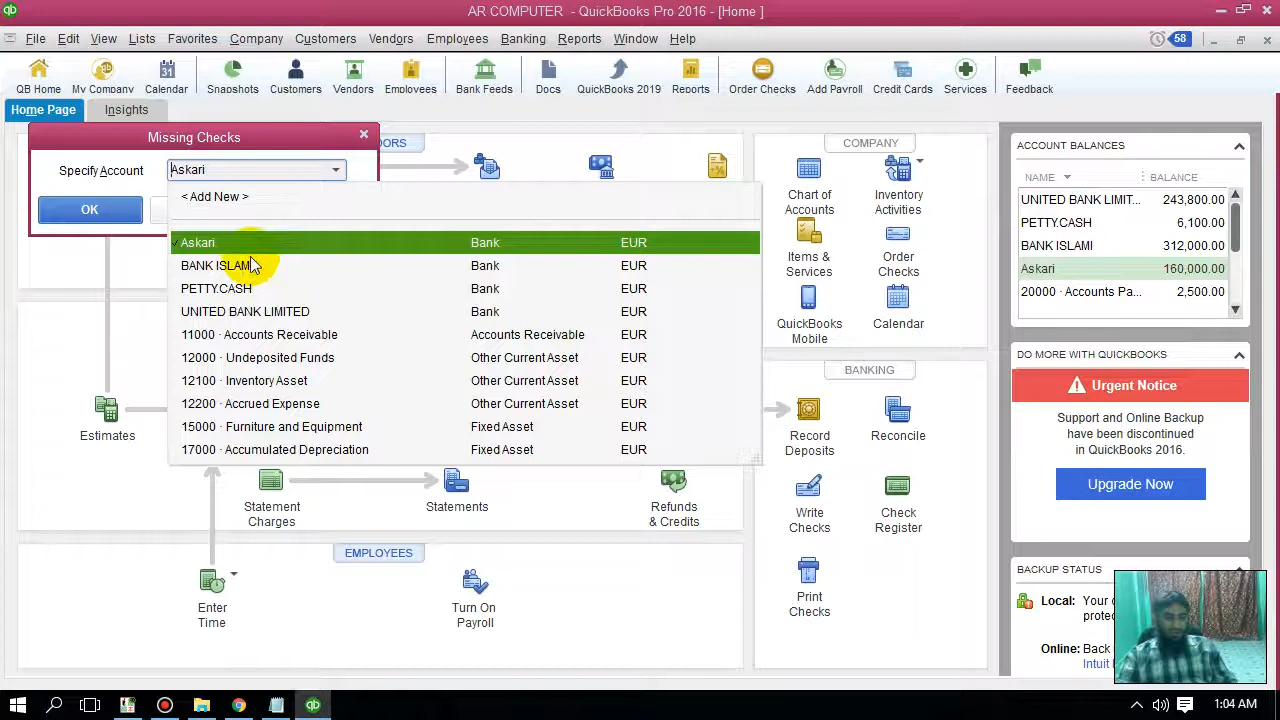 AR COMPUTER - QuickBooks Pro 2016 - [Home ]
File Edit View Lists Favorites Company Customers Vendors Employees Banking Reports Window Help
58
QB Home My Company Calendar Snapshots Customers Vendors Employees Bank Feeds Docs QuickBooks 2019 Reports Order Checks Add Payroll Credit Cards Services Feedback
31
Home Page Insights
Missing Checks
Specify Account
Askari
OK
< Add New >
Askari Bank EUR
BANK ISLAMI Bank EUR
PETTY.CASH Bank EUR
UNITED BANK LIMITED Bank EUR
11000 · Accounts Receivable Accounts Receivable EUR
12000 · Undeposited Funds Other Current Asset EUR
12100 · Inventory Asset Other Current Asset EUR
12200 · Accrued Expense Other Current Asset EUR
15000 · Furniture and Equipment Fixed Asset EUR
17000 · Accumulated Depreciation Fixed Asset EUR
DORS
Estimates
Statement
Charges
Statements
Refunds
& Credits
EMPLOYEES
Enter
Time
Turn On
Payroll
COMPANY
Chart of
Accounts
Inventory
Activities
Items &
Services
Order
Checks
QuickBooks
Mobile
Calendar
BANKING
Record
Deposits
Reconcile
Write
Checks
Check
Register
Print
Checks
ACCOUNT BALANCES
NAME BALANCE
UNITED BANK LIMIT... 243,800.00
PETTY.CASH 6,100.00
BANK ISLAMI 312,000.00
Askari 160,000.00
20000 · Accounts Pa... 2,500.00
DO MORE WITH QUICKBOOKS
Urgent Notice
Support and Online Backup
have been discontinued
in QuickBooks 2016.
Upgrade Now
BACKUP STATUS
Local: Your
prote
Online: Back
Intuit
1:04 AM